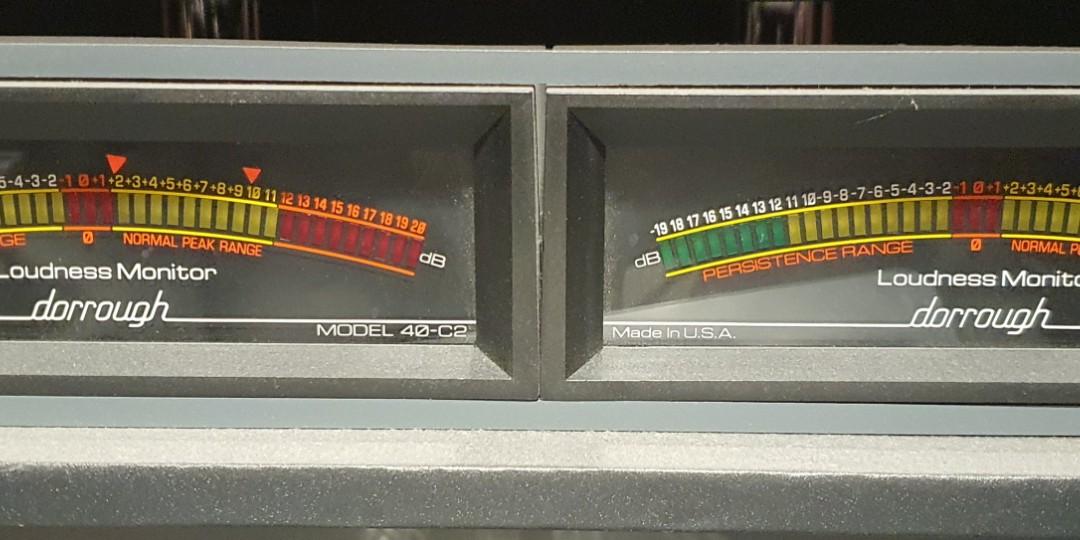 5-4-3-2-1 0 +1 +2+3+4+5+6+7+8+9 10 11 12 13 14 15 16 17 18 19 20
GE 0 NORMAL PEAK RANGE dB
Loudness Monitor
dorrough
MODEL 40-C2
-19 18 17 16 15 14 13 12 11 10-9-8-7-6-5-4-3-2-1 0 +1 +2+3+4+5+
dB PERSISTENCE RANGE 0 NORMAL P
Loudness Monito
dorrough
Made In U.S.A.